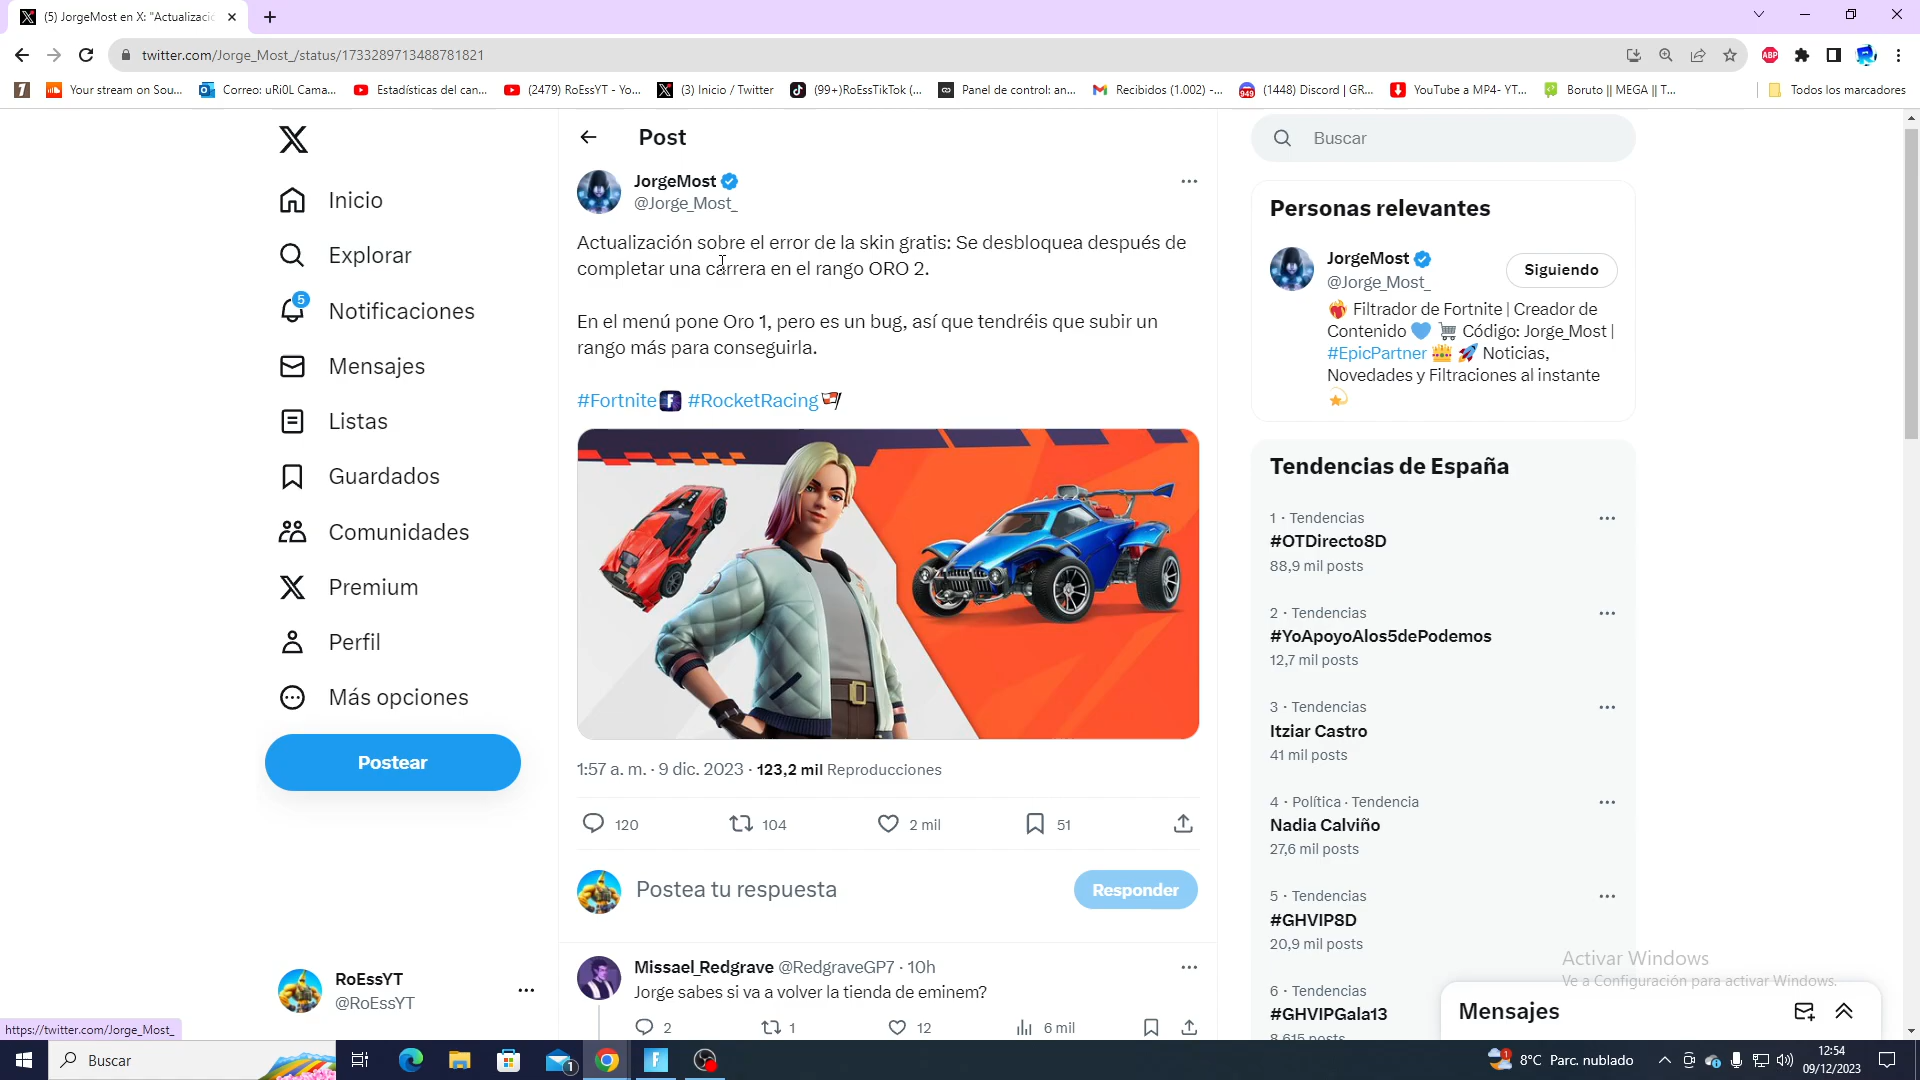 (5) JorgeMost en X: "Actualizació
twitter.com/Jorge_Most_/status/1733289713488781821
ABP
Your stream on Sou...
Correo: uRi0L Cama...
Estadísticas del can...
(2479) RoEssYT - Yo...
(3) Inicio / Twitter
(99+)RoEssTikTok (...
Panel de control: an...
Recibidos (1.002) -...
949
(1448) Discord | GR...
YouTube a MP4- YT...
Boruto || MEGA || T...
Todos los marcadores
Post
Buscar
JorgeMost
@Jorge_Most_
Actualización sobre el error de la skin gratis: Se desbloquea después de
completar una carrera en el rango ORO 2.
En el menú pone Oro 1, pero es un bug, así que tendréis que subir un
rango más para conseguirla.
#Fortnite #RocketRacing
1:57 a. m. · 9 dic. 2023 · 123,2 mil Reproducciones
120
104
2 mil
51
Postea tu respuesta
Responder
Missael_Redgrave @RedgraveGP7 · 10h
Jorge sabes si va a volver la tienda de eminem?
2
1
12
6 mil
Inicio
Explorar
5
Notificaciones
Mensajes
Listas
Guardados
Comunidades
Premium
Perfil
Más opciones
Postear
RoEssYT
@RoEssYT
https://twitter.com/Jorge_Most_
Personas relevantes
JorgeMost
@Jorge_Most_
Siguiendo
Filtrador de Fortnite | Creador de
Contenido Código: Jorge_Most |
#EpicPartner Noticias,
Novedades y Filtraciones al instante
Tendencias de España
1 · Tendencias
#OTDirecto8D
88,9 mil posts
2 · Tendencias
#YoApoyoAlos5dePodemos
12,7 mil posts
3 · Tendencias
Itziar Castro
41 mil posts
4 · Política · Tendencia
Nadia Calviño
27,6 mil posts
5 · Tendencias
#GHVIP8D
20,9 mil posts
6 · Tendencias
#GHVIPGala13
8.615 posts
Activar Windows
Ve a Configuración para activar Windows.
Mensajes
Buscar
1
1
8°C Parc. nublado
12:54
09/12/2023